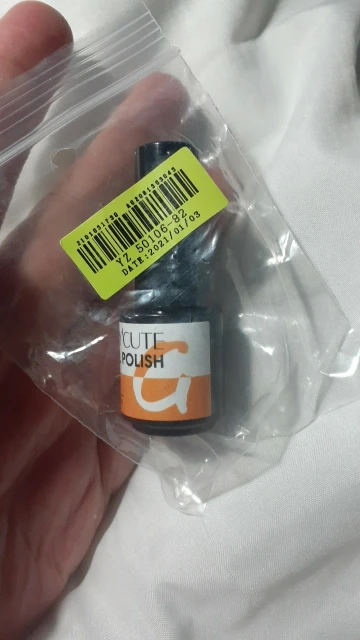 YZ 50106-82
DATE:2021/01/03
CUTE
POLISH
G